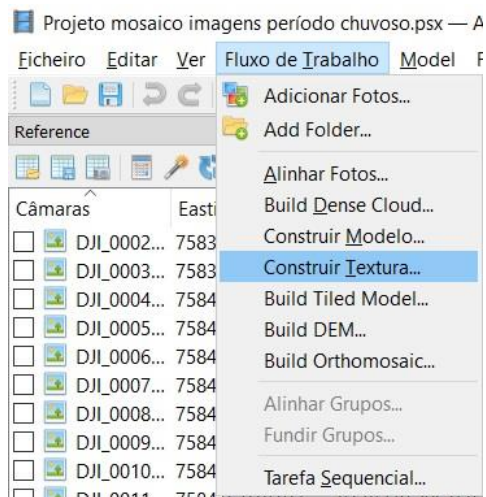 Projeto mosaico imagens período chuvoso.psx — A
Ficheiro Editar Ver Fluxo de Trabalho Model
Adicionar Fotos...
Reference
Add Folder...
Alinhar Fotos...
Câmaras Easti
Build Dense Cloud...
DJI_0002... 7583
Construir Modelo...
DJI_0003... 7583
Construir Textura...
DJI_0004... 7584
Build Tiled Model...
DJI_0005... 7584
Build DEM...
DJI_0006... 7584
Build Orthomosaic...
DJI_0007... 7584
DJI_0008... 7584
Alinhar Grupos...
DJI_0009... 7584
Fundir Grupos...
DJI_0010... 7584
Tarefa Sequencial...